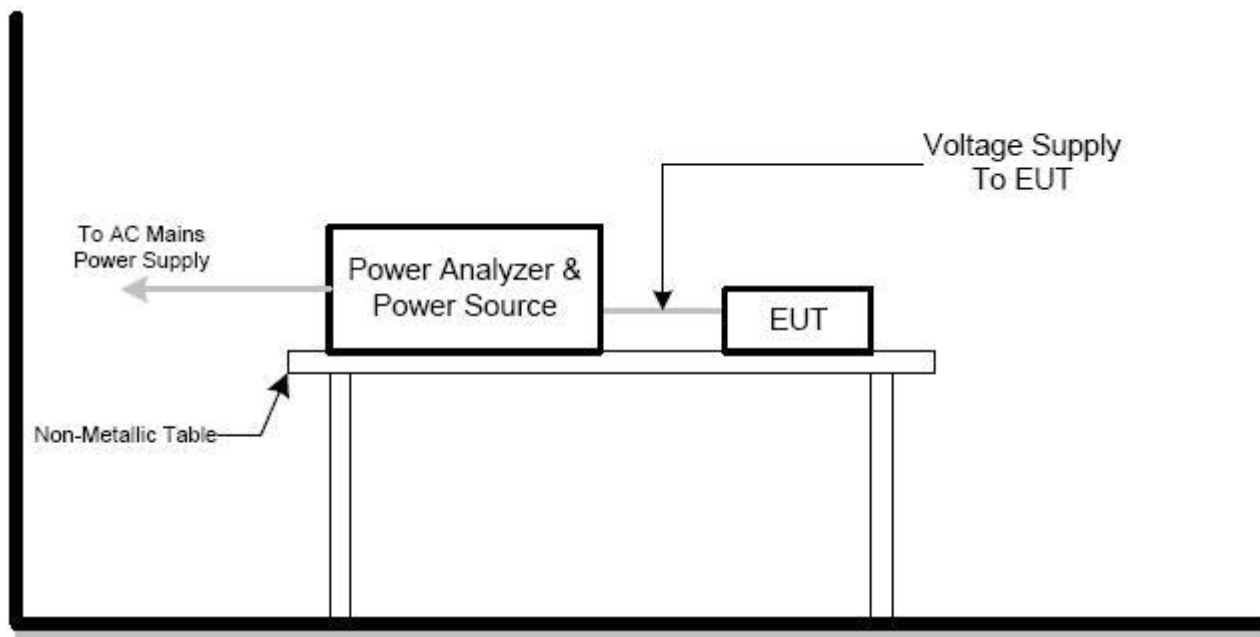 Voltage Supply
To EUT
To AC Mains
Power Supply
Power Analyzer &
Power Source
EUT
Non-Metallic Table